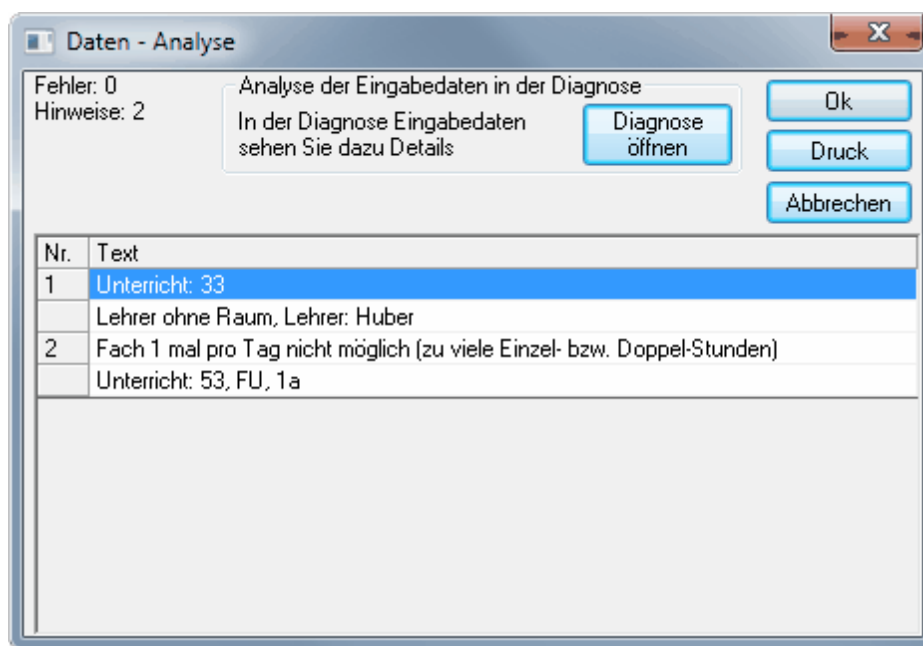 Daten - Analyse
Fehler: 0
Hinweise: 2
Analyse der Eingabedaten in der Diagnose
In der Diagnose Eingabedaten
sehen Sie dazu Details
Diagnose
öffnen
Ok
Druck
Abbrechen
Nr. Text
1 Unterricht: 33
Lehrer ohne Raum, Lehrer: Huber
2 Fach 1 mal pro Tag nicht möglich (zu viele Einzel- bzw. Doppel-Stunden)
Unterricht: 53, FU, 1a